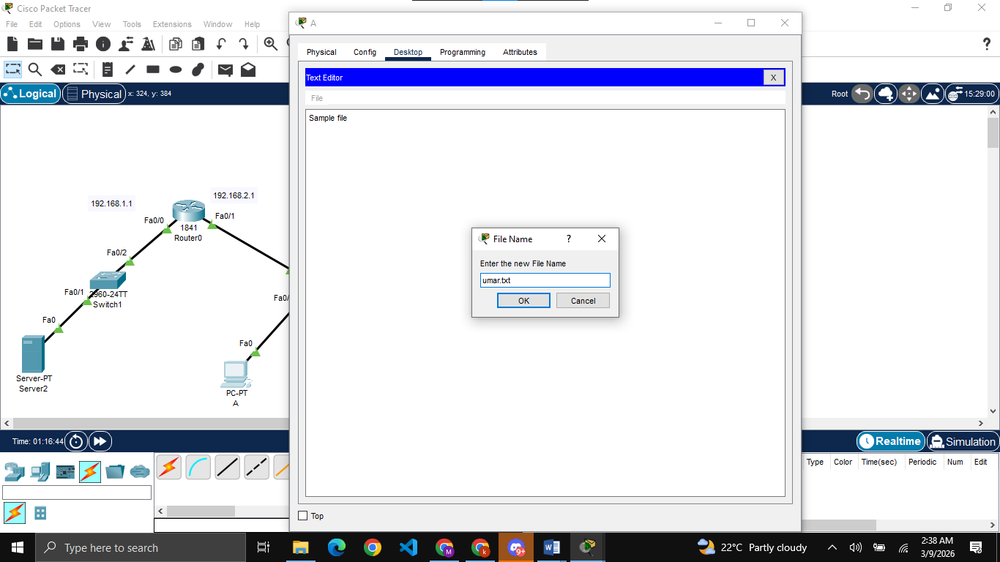 Cisco Packet Tracer
File Edit Options View Tools Extensions Window Help
A
Physical Config Desktop Programming Attributes
Text Editor
X
File
Sample file
Logical
Physical
x: 324, y: 384
Root
15:29:00
192.168.1.1
192.168.2.1
Fa0/0
Fa0/1
1841
Router0
Fa0/2
Fa0/1
2960-24TT
Switch1
Fa0/
Fa0
Fa0
Server-PT
Server2
PC-PT
A
File Name
?
Enter the new File Name
umar.txt
OK
Cancel
Time: 01:16:44
Realtime
Simulation
Type Color Time(sec) Periodic Num Edit
Top
Type here to search
M
k
9+
22°C Partly cloudy
2:38 AM
3/9/2026